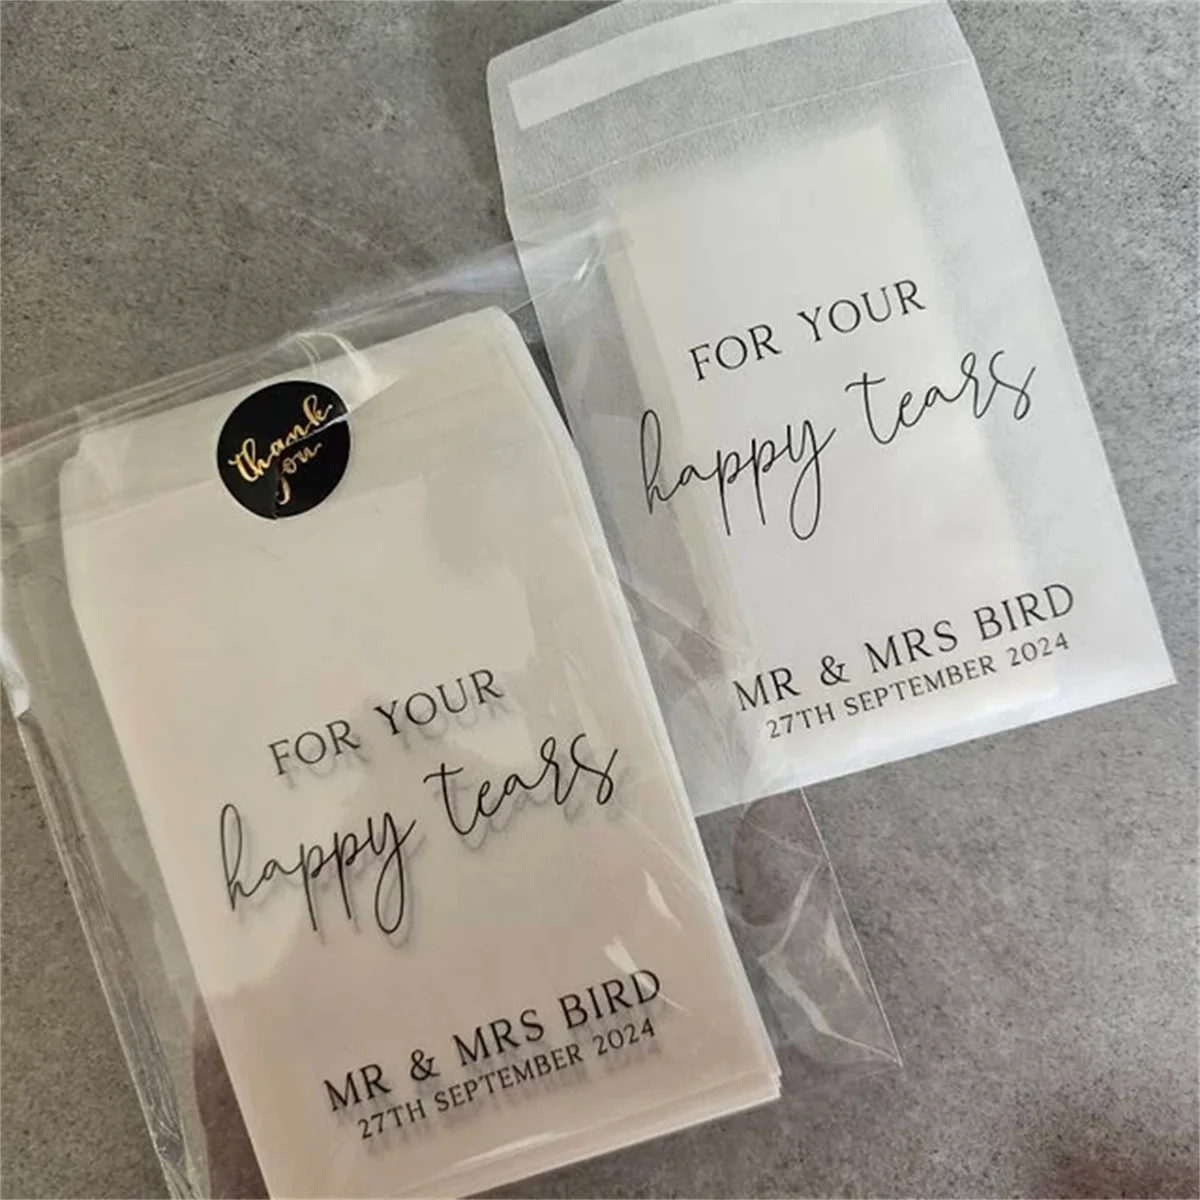 FOR YOUR
happy tears
MR & MRS BIRD
27TH SEPTEMBER 2024
thank
you
FOR YOUR
happy tears
MR & MRS BIRD
27TH SEPTEMBER 2024